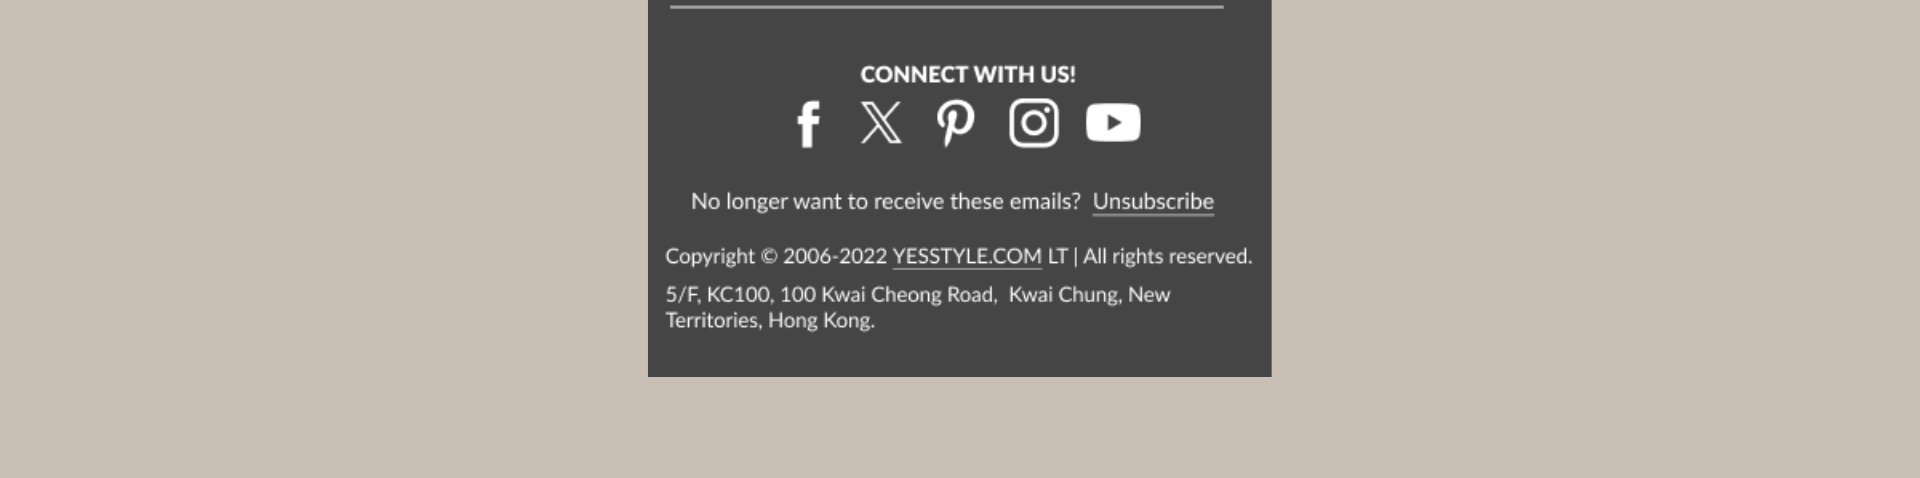 CONNECT WITH US!
No longer want to receive these emails?  Unsubscribe
Copyright © 2006-2022 YESSTYLE.COM LT | All rights reserved.
5/F, KC100, 100 Kwai Cheong Road,  Kwai Chung, New
Territories, Hong Kong.